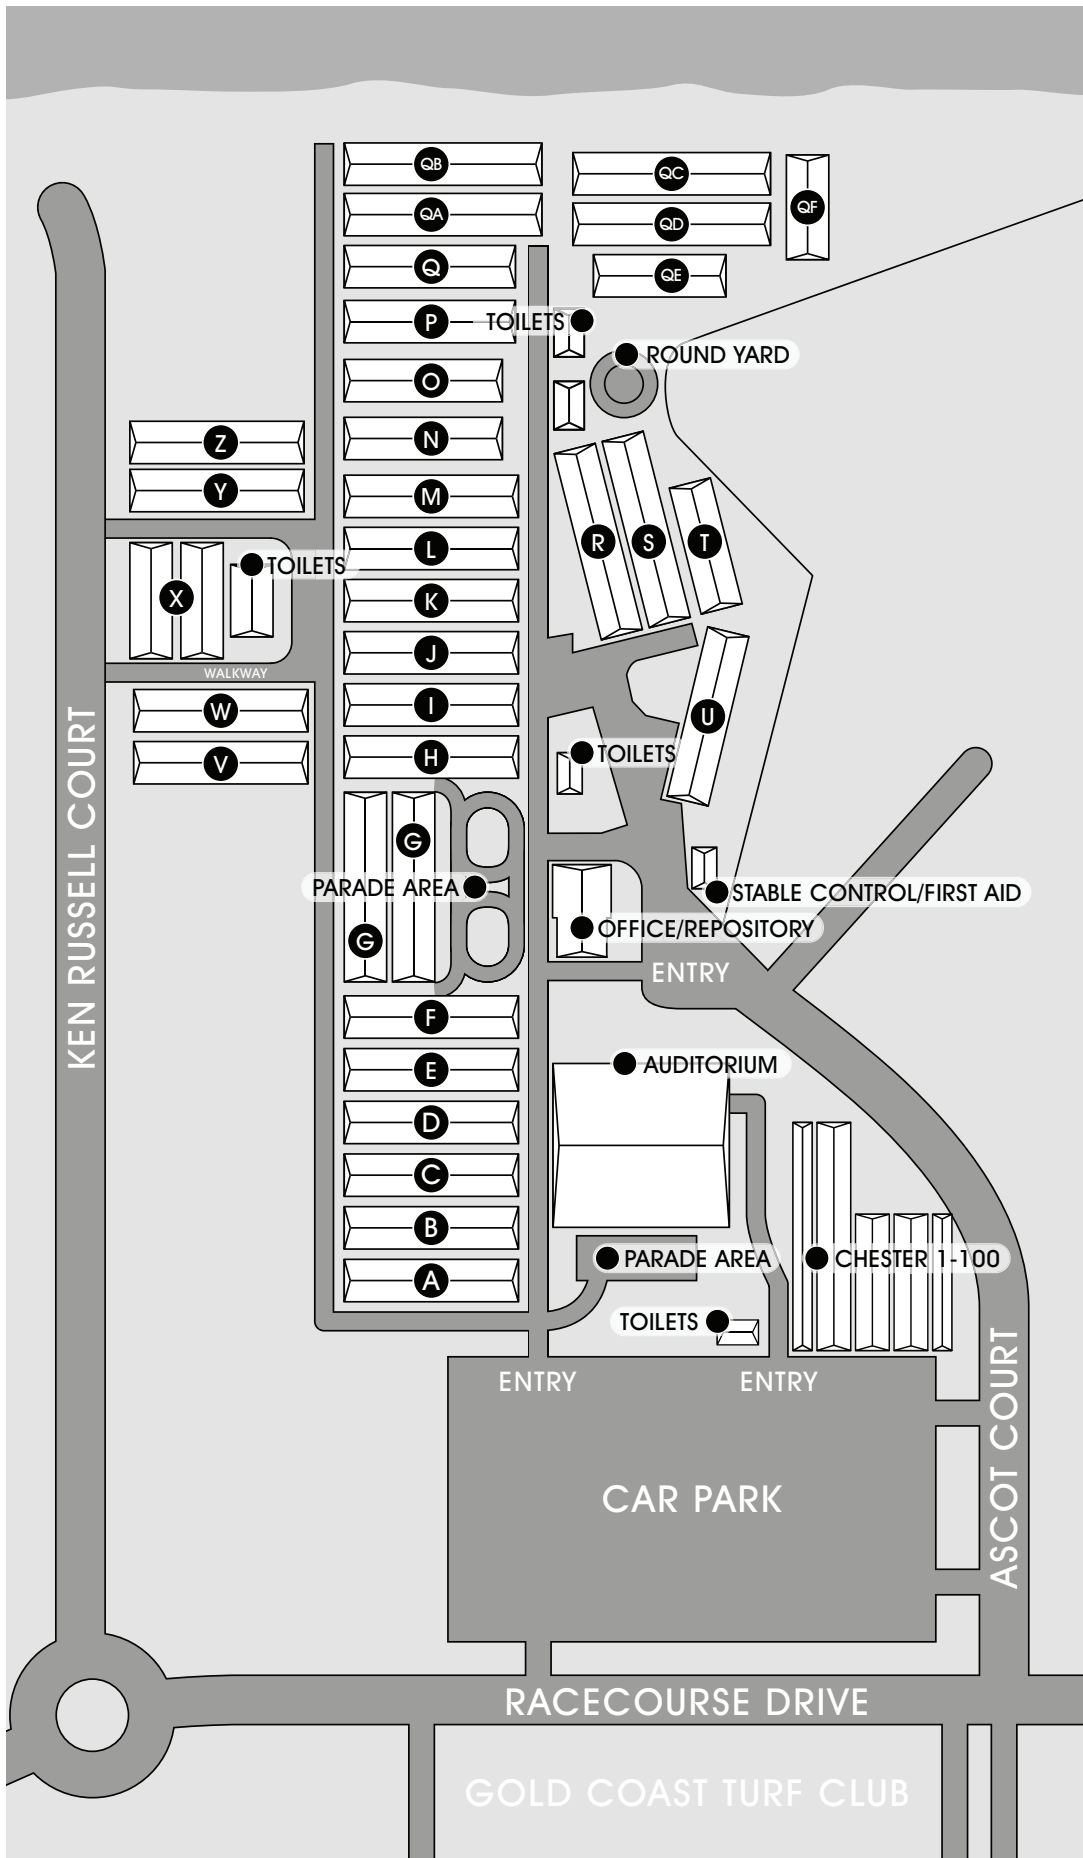 QB
QC
QF
QA
QD
Q
QE
P
TOILETS
ROUND YARD
O
N
Z
Y
M
R
S
T
L
TOILETS
X
K
J
WALKWAY
I
W
U
H
TOILETS
V
G
PARADE AREA
STABLE CONTROL/FIRST AID
G
OFFICE/REPOSITORY
ENTRY
KEN RUSSELL COURT
F
E
AUDITORIUM
D
C
B
PARADE AREA
CHESTER 1-100
A
TOILETS
ENTRY
ENTRY
ASCOT COURT
CAR PARK
RACECOURSE DRIVE
GOLD COAST TURF CLUB